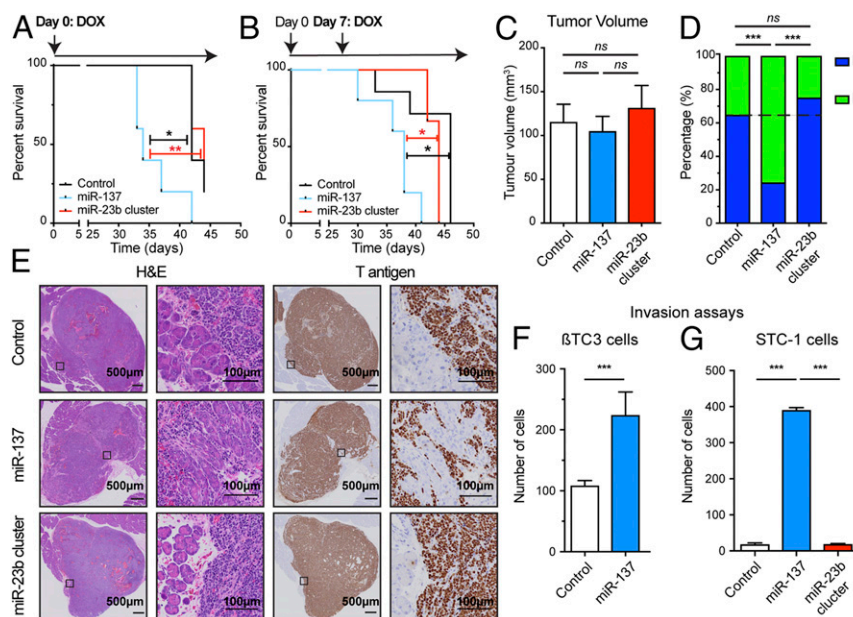 A
Day 0: DOX
Percent survival
100
50
0
Control
miR-137
miR-23b cluster
*
**
0 5 25 30 35 40 45 50
Time (days)
B
Day 0 Day 7: DOX
Percent survival
100
50
0
Control
miR-137
miR-23b cluster
*
*
0 5 25 30 35 40 45 50
Time (days)
C
Tumor Volume
Tumour volume (mm3)
200
150
100
50
0
ns
ns
ns
Control
miR-137
miR-23b
cluster
D
ns
*** ***
Percentage (%)
100
80
60
40
20
0
Control
miR-137
miR-23b
cluster
E
H&E
T antigen
Control
500µm
100µm
500µm
100µm
miR-137
500µm
100µm
500µm
100µm
miR-23b cluster
500µm
100µm
500µm
100µm
Invasion assays
F
ßTC3 cells
***
Number of cells
300
200
100
0
Control
miR-137
G
STC-1 cells
*** ***
Number of cells
500
400
300
200
100
0
Control
miR-137
miR-23b
cluster